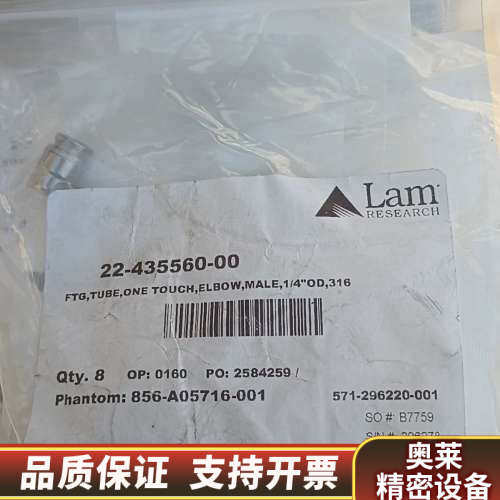 Lam
RESEARCH
22-435560-00
FTG,TUBE,ONE TOUCH,ELBOW,MALE,1/4"OD,316
Qty. 8 OP: 0160 PO: 2584259 /
Phantom: 856-A05716-001 571-296220-001
SO #: B7759
S/N #:
品质保证 支持开票
奥莱
精密设备